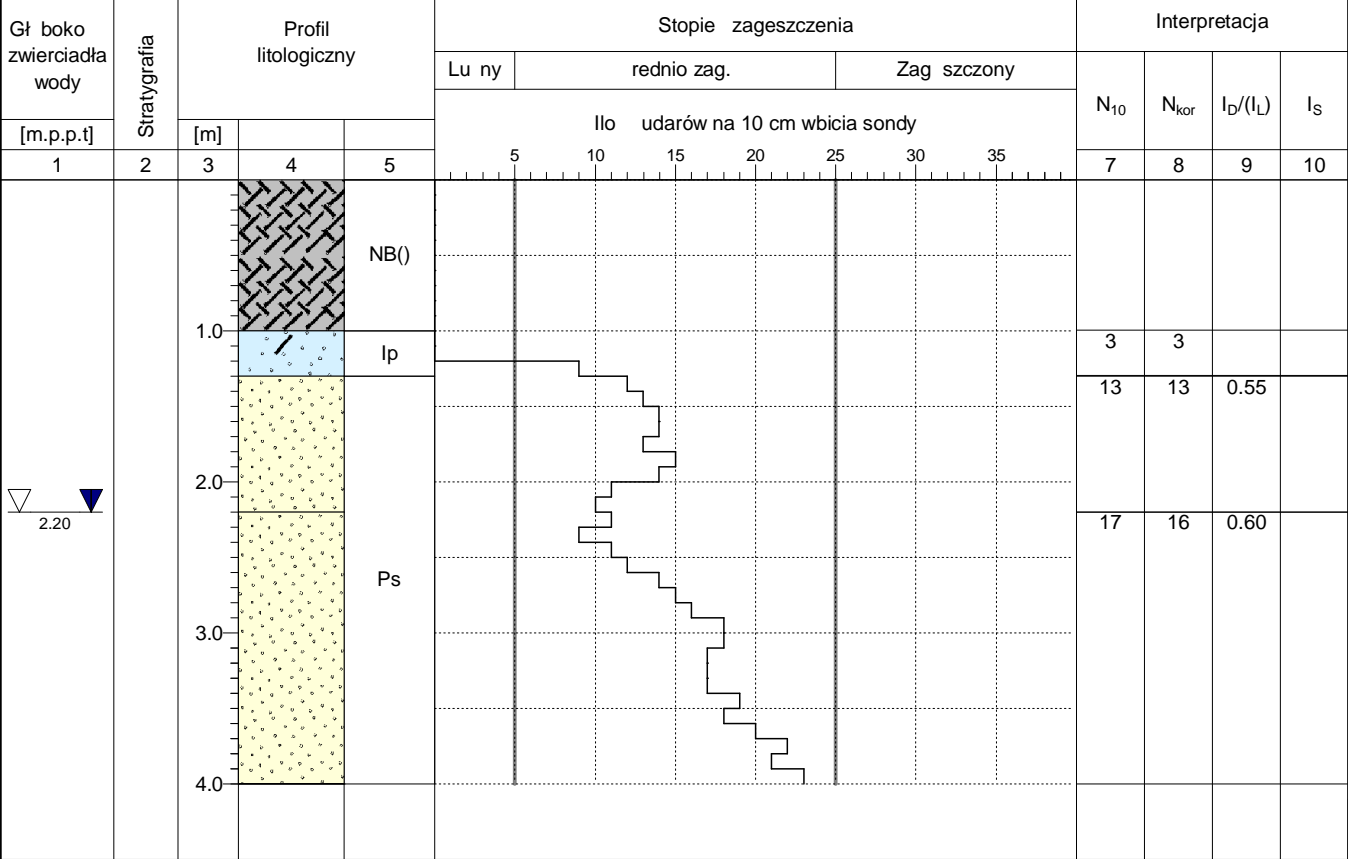 Gł boko
zwierciadła
wody
[m.p.p.t]
Stratygrafia
Profil
litologiczny
[m]
Stopie zageszczenia
Lu ny
rednio zag.
Zag szczony
Ilo udarów na 10 cm wbicia sondy
Interpretacja
N10
Nkor
ID/(IL)
IS
1
2
3
4
5
5
10
15
20
25
30
35
7
8
9
10
NB()
1.0
Ip
3
3
13
13
0.55
2.0
2.20
17
16
0.60
Ps
3.0
4.0